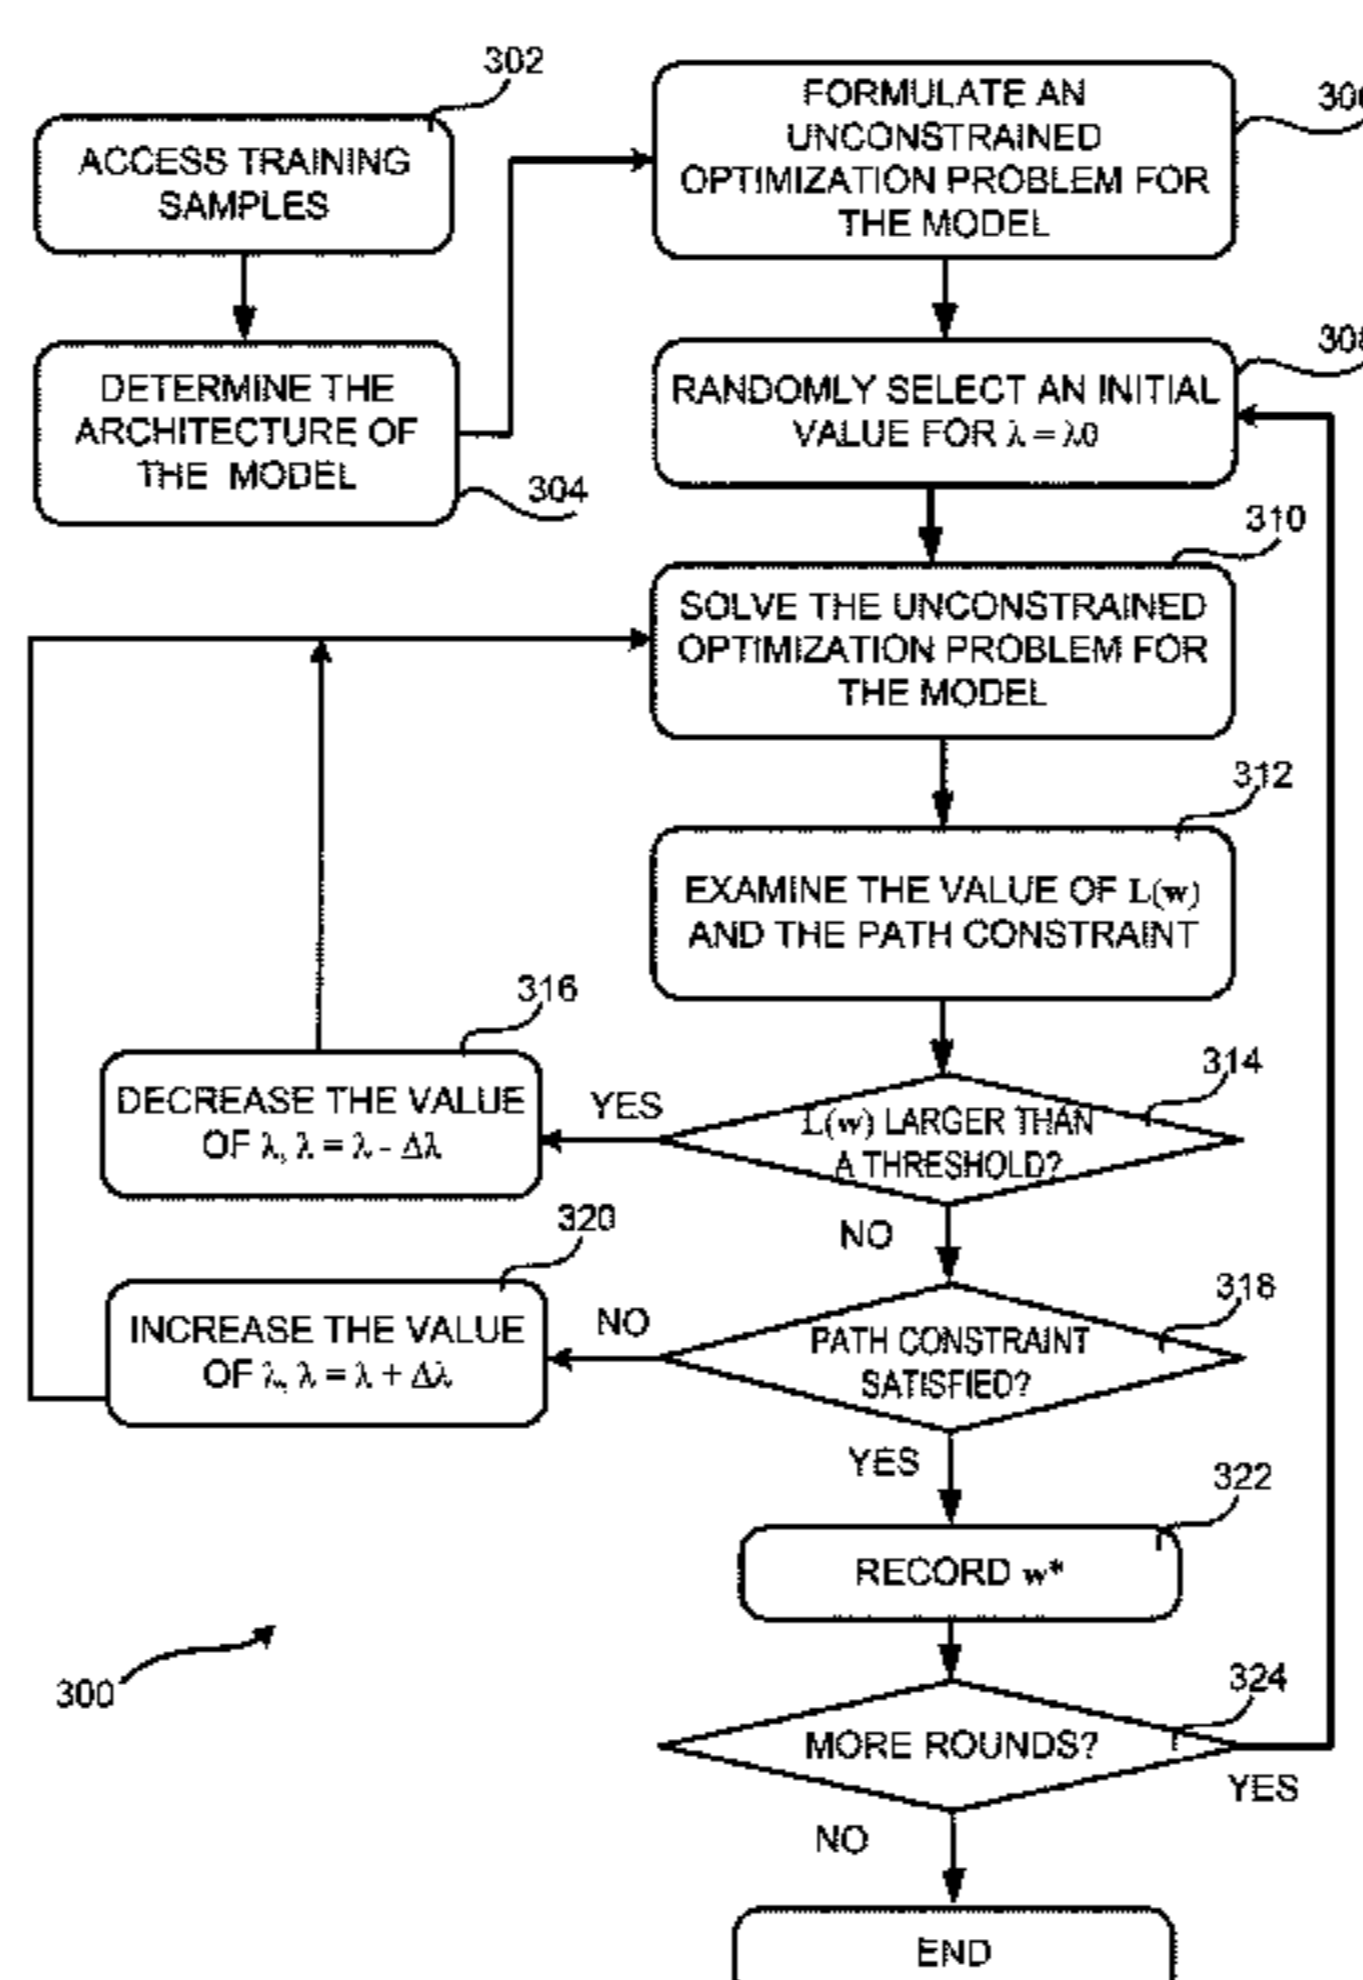 302
ACCESS TRAINING
SAMPLES
DETERMINE THE
ARCHITECTURE OF
THE MODEL
304
FORMULATE AN
UNCONSTRAINED
OPTIMIZATION PROBLEM FOR
THE MODEL
RANDOMLY SELECT AN INITIAL
VALUE FOR λ = λ0
310
SOLVE THE UNCONSTRAINED
OPTIMIZATION PROBLEM FOR
THE MODEL
312
EXAMINE THE VALUE OF L(w)
AND THE PATH CONSTRAINT
314
L(w) LARGER THAN
A THRESHOLD?
YES
316
DECREASE THE VALUE
OF λ, λ = λ - Δλ
NO
318
PATH CONSTRAINT
SATISFIED?
NO
320
INCREASE THE VALUE
OF λ, λ = λ + Δλ
YES
322
RECORD w*
324
MORE ROUNDS?
YES
NO
END
300